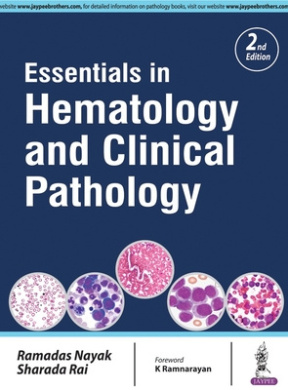 website www.jaypeebrothers.com, for detailed information on pathology books, visit our website www.jaypeebrothers.com
2nd
Edition
Essentials in
Hematology
and Clinical
Pathology
Ramadas Nayak
Sharada Rai
Foreword
K Ramnarayan
JAYPEE